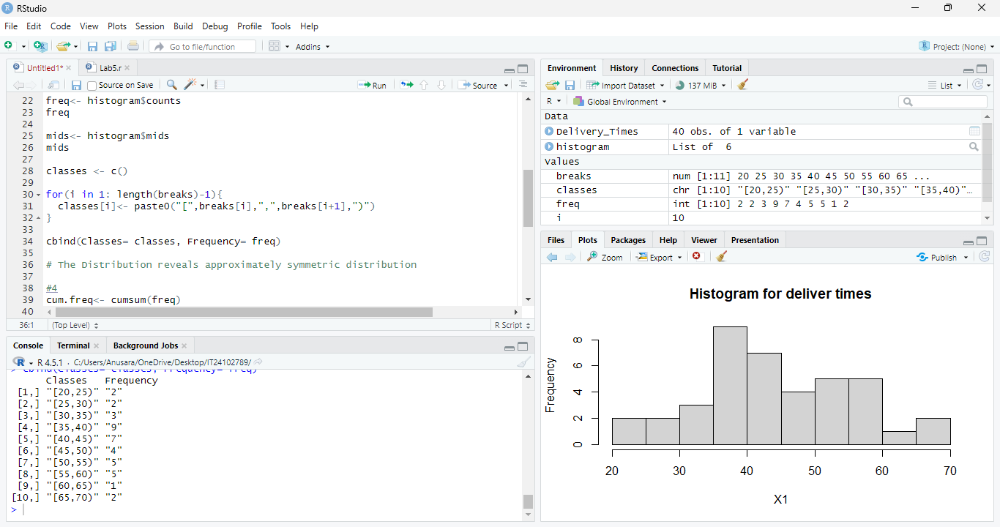 RStudio
File Edit Code View Plots Session Build Debug Profile Tools Help
Go to file/function Addins Project: (None)
Untitled1* Lab5.r
Source on Save Run Source
22 freq<- histogram$counts
23 freq
24
25 mids<- histogram$mids
26 mids
27
28 classes <- c()
29
30 for(i in 1: length(breaks)-1){
31 classes[i]<- paste0("[",breaks[i],",",breaks[i+1],")")
32 }
33
34 cbind(Classes= classes, Frequency= freq)
35
36 # The Distribution reveals approximately symmetric distribution
37
38 #4
39 cum.freq<- cumsum(freq)
40
36:1 (Top Level) R Script
Console Terminal Background Jobs
R 4.5.1 · C:/Users/Anusara/OneDrive/Desktop/IT24102789/
> cbind(Classes= classes, Frequency= freq)
Classes Frequency
[1,] "[20,25)" "2"
[2,] "[25,30)" "2"
[3,] "[30,35)" "3"
[4,] "[35,40)" "9"
[5,] "[40,45)" "7"
[6,] "[45,50)" "4"
[7,] "[50,55)" "5"
[8,] "[55,60)" "5"
[9,] "[60,65)" "1"
[10,] "[65,70)" "2"
>
Environment History Connections Tutorial
Import Dataset 137 MiB List
R Global Environment
Data
Delivery_Times 40 obs. of 1 variable
histogram List of 6
Values
breaks num [1:11] 20 25 30 35 40 45 50 55 60 65 ...
classes chr [1:10] "[20,25)" "[25,30)" "[30,35)" "[35,40)"…
freq int [1:10] 2 2 3 9 7 4 5 5 1 2
i 10
Files Plots Packages Help Viewer Presentation
Zoom Export Publish
Histogram for deliver times
Frequency
0 2 4 6 8
20 30 40 50 60 70
X1